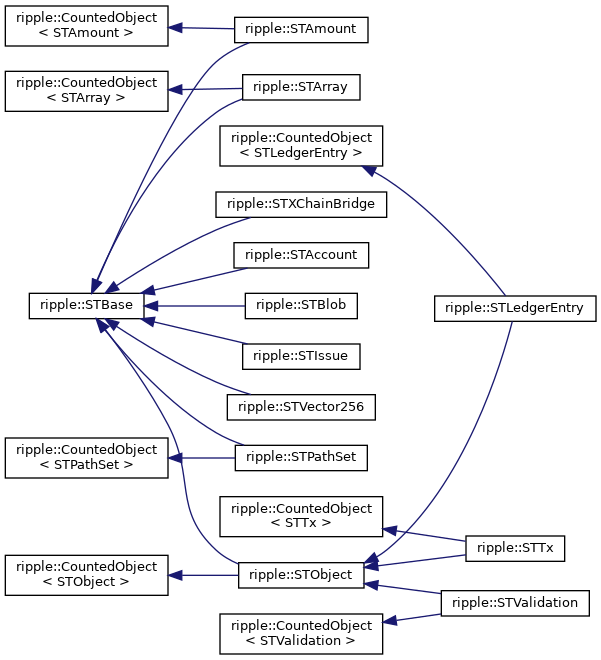 ripple::CountedObject
< STAmount >
ripple::STAmount
ripple::CountedObject
< STArray >
ripple::STArray
ripple::CountedObject
< STLedgerEntry >
ripple::STXChainBridge
ripple::STAccount
ripple::STBase
ripple::STBlob
ripple::STLedgerEntry
ripple::STIssue
ripple::STVector256
ripple::CountedObject
< STPathSet >
ripple::STPathSet
ripple::CountedObject
< STTx >
ripple::STTx
ripple::CountedObject
< STObject >
ripple::STObject
ripple::STValidation
ripple::CountedObject
< STValidation >